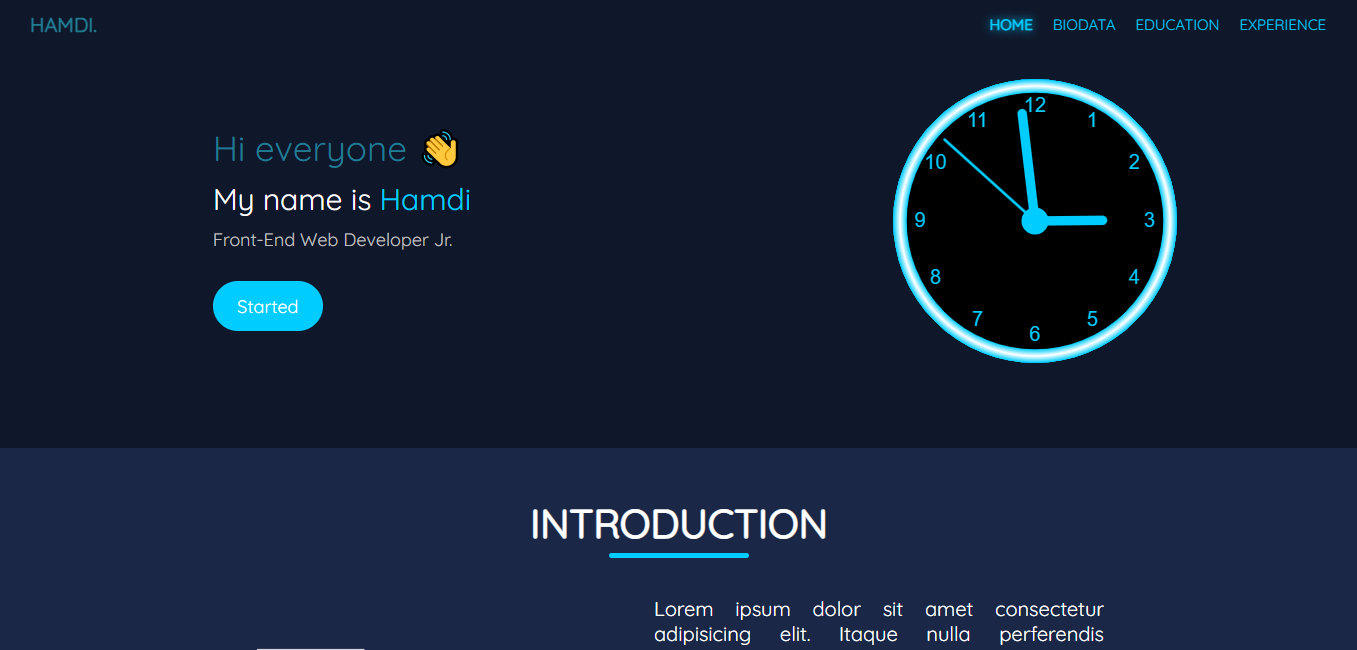 HAMDI.
HOME BIODATA EDUCATION EXPERIENCE
Hi everyone 👋
My name is Hamdi
Front-End Web Developer Jr.
Started
12
11 1
10 2
9 3
8 4
7 5
6
INTRODUCTION
Lorem ipsum dolor sit amet consectetur
adipisicing elit. Itaque nulla perferendis